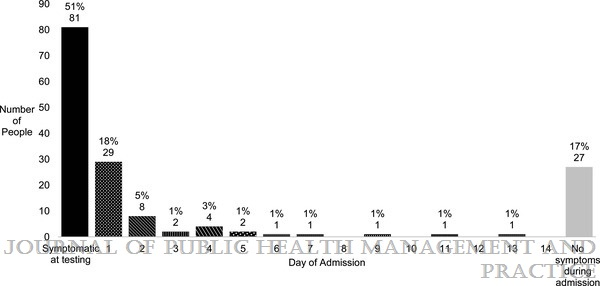 90
51%
81
80
70
60
50
Number
of
People
40
18%
29
17%
27
30
20
5%
8
3%
4
1%
2
1%
2
1%
1
1%
1
1%
1
1%
1
1%
1
10
0
Symptomatic
at testing
1 2 3 4 5 6 7 8 9 10 11 12 13 14
No
symptoms
during
admission
Day of Admission
JOURNAL OF PUBLIC HEALTH MANAGEMENT AND
PRACTICE